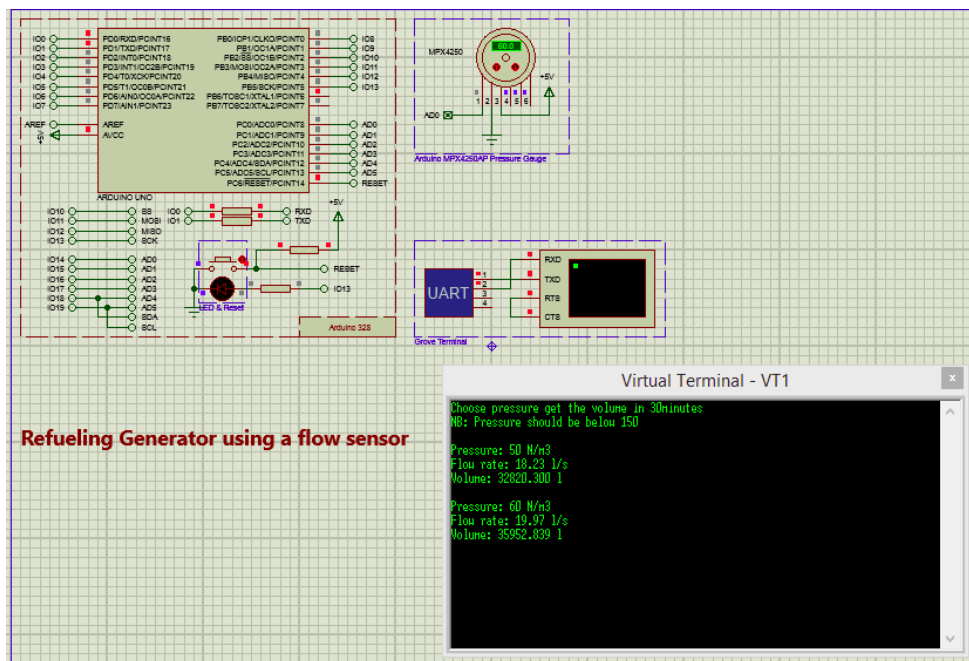 IO0 PD0/RXD/PCINT16 PB0/ICP1/CLKO/PCINT0 IO8
IO1 PD1/TXD/PCINT17 PB1/OC1A/PCINT1 IO9
IO2 PD2/INT0/PCINT18 PB2/SS/OC1B/PCINT2 IO10
IO3 PD3/INT1/OC2B/PCINT19 PB3/MOSI/OC2A/PCINT3 IO11
IO4 PD4/T0/XCK/PCINT20 PB4/MISO/PCINT4 IO12
IO5 PD5/T1/OC0B/PCINT21 PB5/SCK/PCINT5 IO13
IO6 PD6/AIN0/OC0A/PCINT22 PB6/TOSC1/XTAL1/PCINT6
IO7 PD7/AIN1/PCINT23 PB7/TOSC2/XTAL2/PCINT7
AREF AREF PC0/ADC0/PCINT8 AD0
+5V AVCC PC1/ADC1/PCINT9 AD1
PC2/ADC2/PCINT10 AD2
PC3/ADC3/PCINT11 AD3
PC4/ADC4/SDA/PCINT12 AD4
PC5/ADC5/SCL/PCINT13 AD5
PC6/RESET/PCINT14 RESET
ARDUINO UNO
IO10 SS IO0 RXD
IO11 MOSI IO1 TXD
IO12 MISO
IO13 SCK
+5V
IO14 AD0
IO15 AD1
IO16 AD2
IO17 AD3
IO18 AD4
IO19 AD5
SDA
SCL
RESET
IO13
LED & Reset
Arduino 328
MPX4250
60.0
+5V
1 2 3 4 5 6
AD0
Arduino MPX4250AP Pressure Gauge
UART
1
2
3
4
RXD
TXD
RTS
CTS
Grove Terminal
Refueling Generator using a flow sensor
Virtual Terminal - VT1
x
Choose pressure get the volume in 30minutes
NB: Pressure should be below 150
Pressure: 50 N/m3
Flow rate: 18.23 l/s
Volume: 32820.300 l
Pressure: 60 N/m3
Flow rate: 19.97 l/s
Volume: 35952.839 l